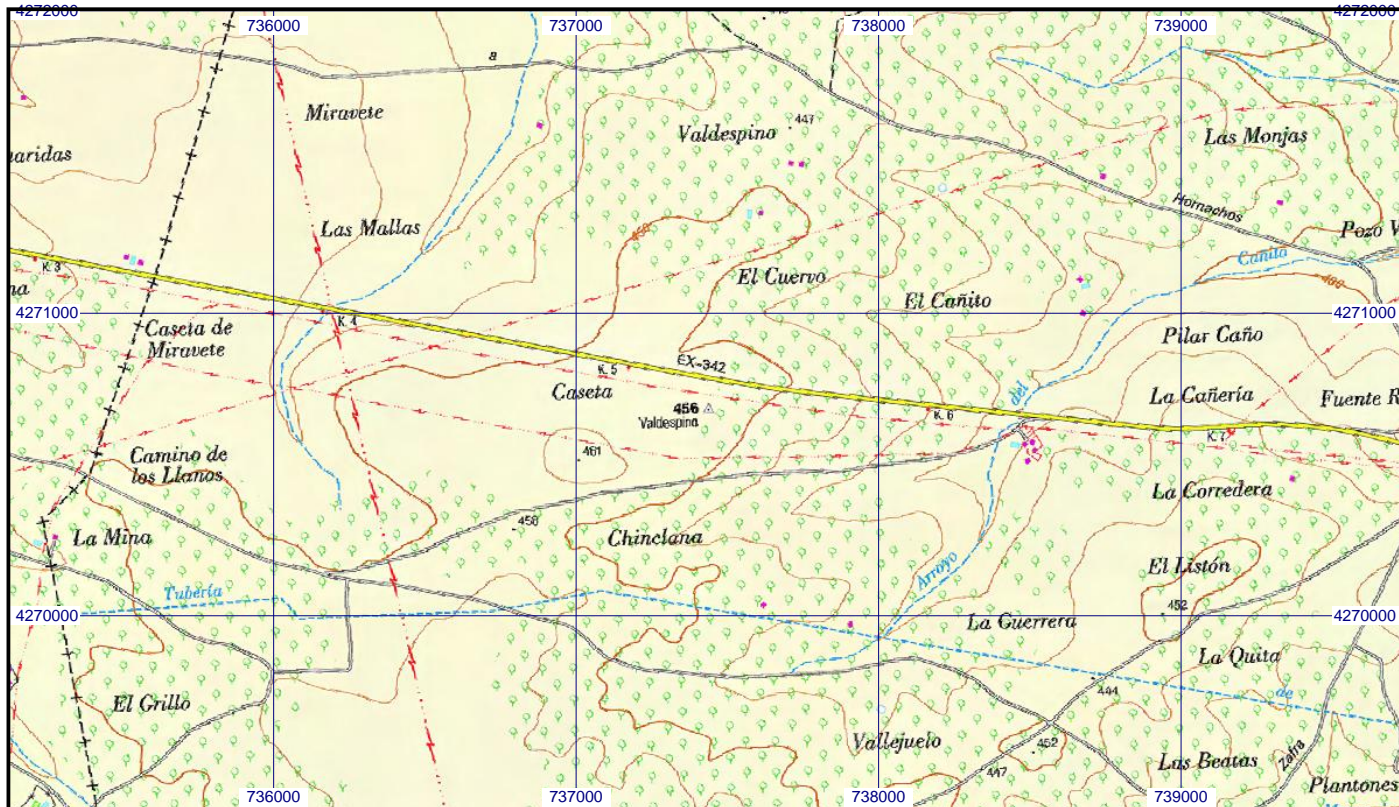 4272000
736000
737000
738000
739000
4272000
a
Miravete
Valdespino
447
Las Monjas
aridas
Las Mallas
Hornachos
450
Pozo V
Cañito
K. 3
El Cuervo
400
na
El Cañito
4271000
4271000
K. 4
Caseta de
Miravete
Pilar Caño
EX-342
K. 5
Caseta
456
Valdespino
del
La Cañería
Fuente R
K. 6
K. 7
Camino de
los Llanos
461
La Corredera
458
La Mina
Chinclana
Arroyo
El Listón
Tubería
452
4270000
4270000
La Guerrera
La Quita
de
444
El Grillo
Vallejuelo
452
447
Las Beatas
Zafra
Plantones
736000
737000
738000
739000